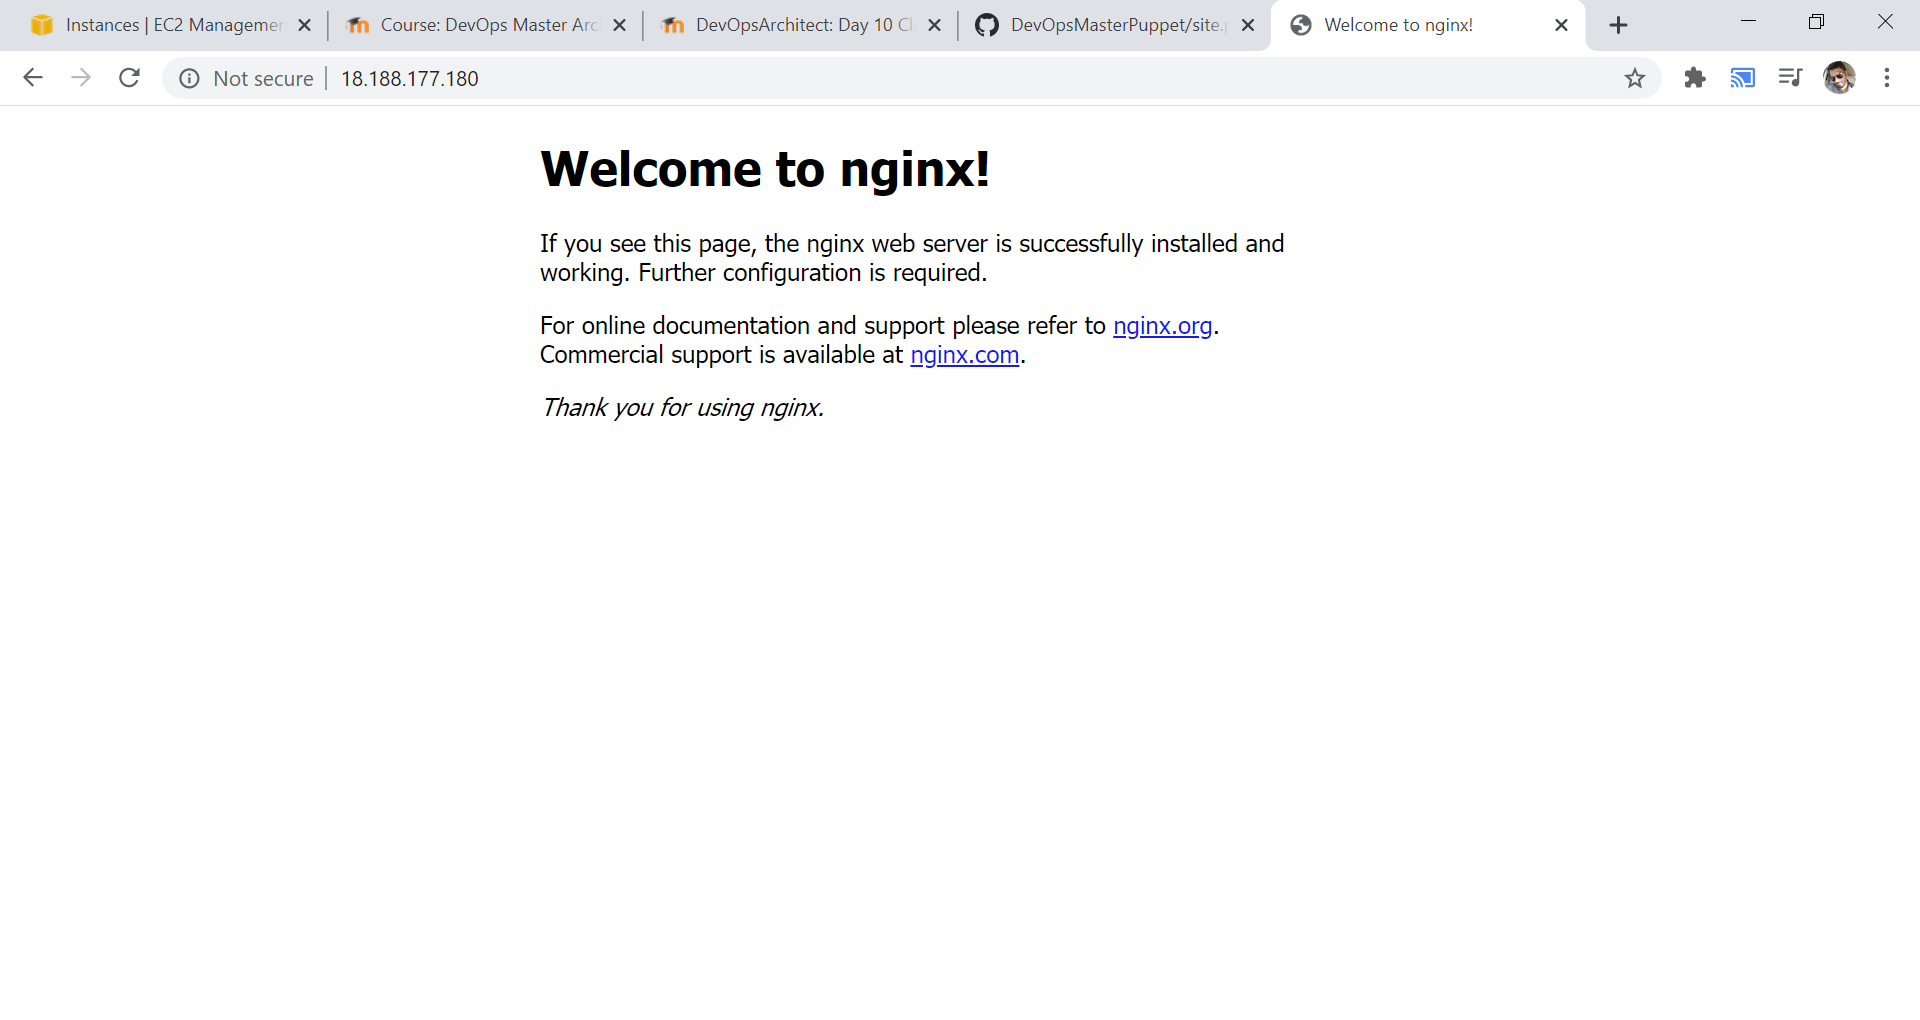 Instances | EC2 Managemen
Course: DevOps Master Arc
DevOpsArchitect: Day 10 Cl
DevOpsMasterPuppet/site.p
Welcome to nginx!
Not secure | 18.188.177.180
Welcome to nginx!
If you see this page, the nginx web server is successfully installed and
working. Further configuration is required.
For online documentation and support please refer to nginx.org.
Commercial support is available at nginx.com.
Thank you for using nginx.